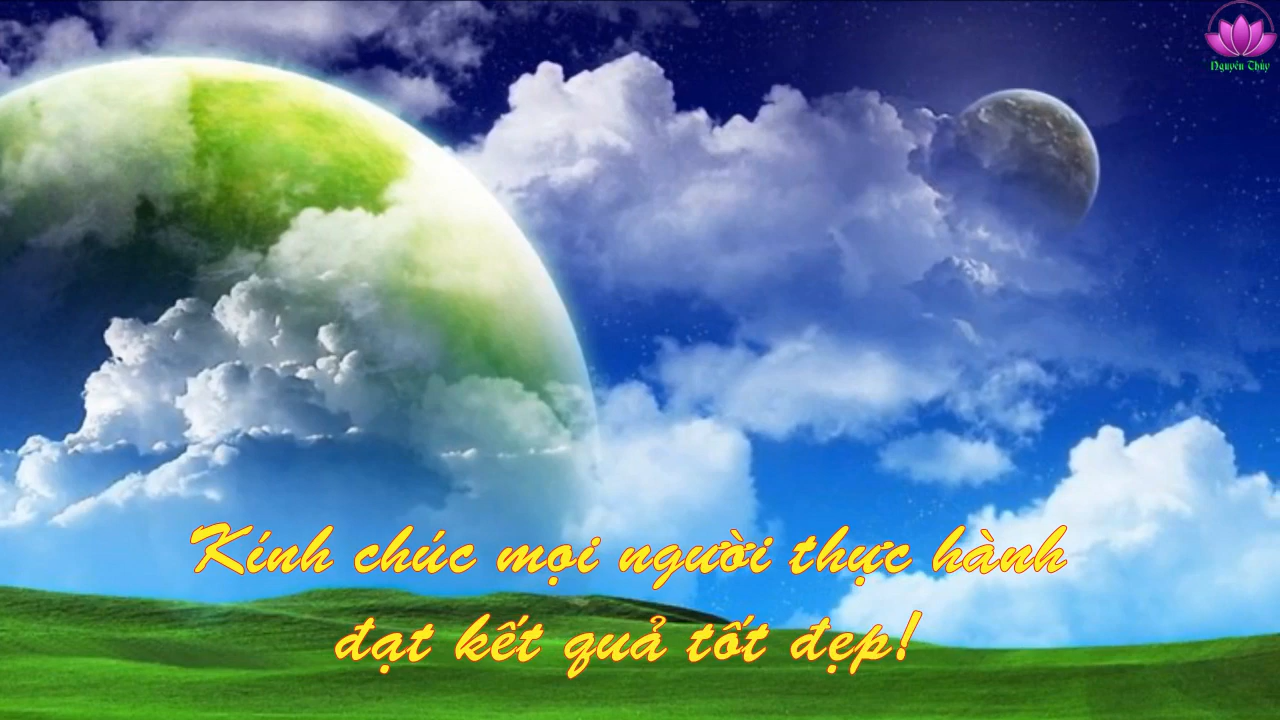 Nguyên Thủy
Kính chúc mọi người thực hành
đạt kết quả tốt đẹp!